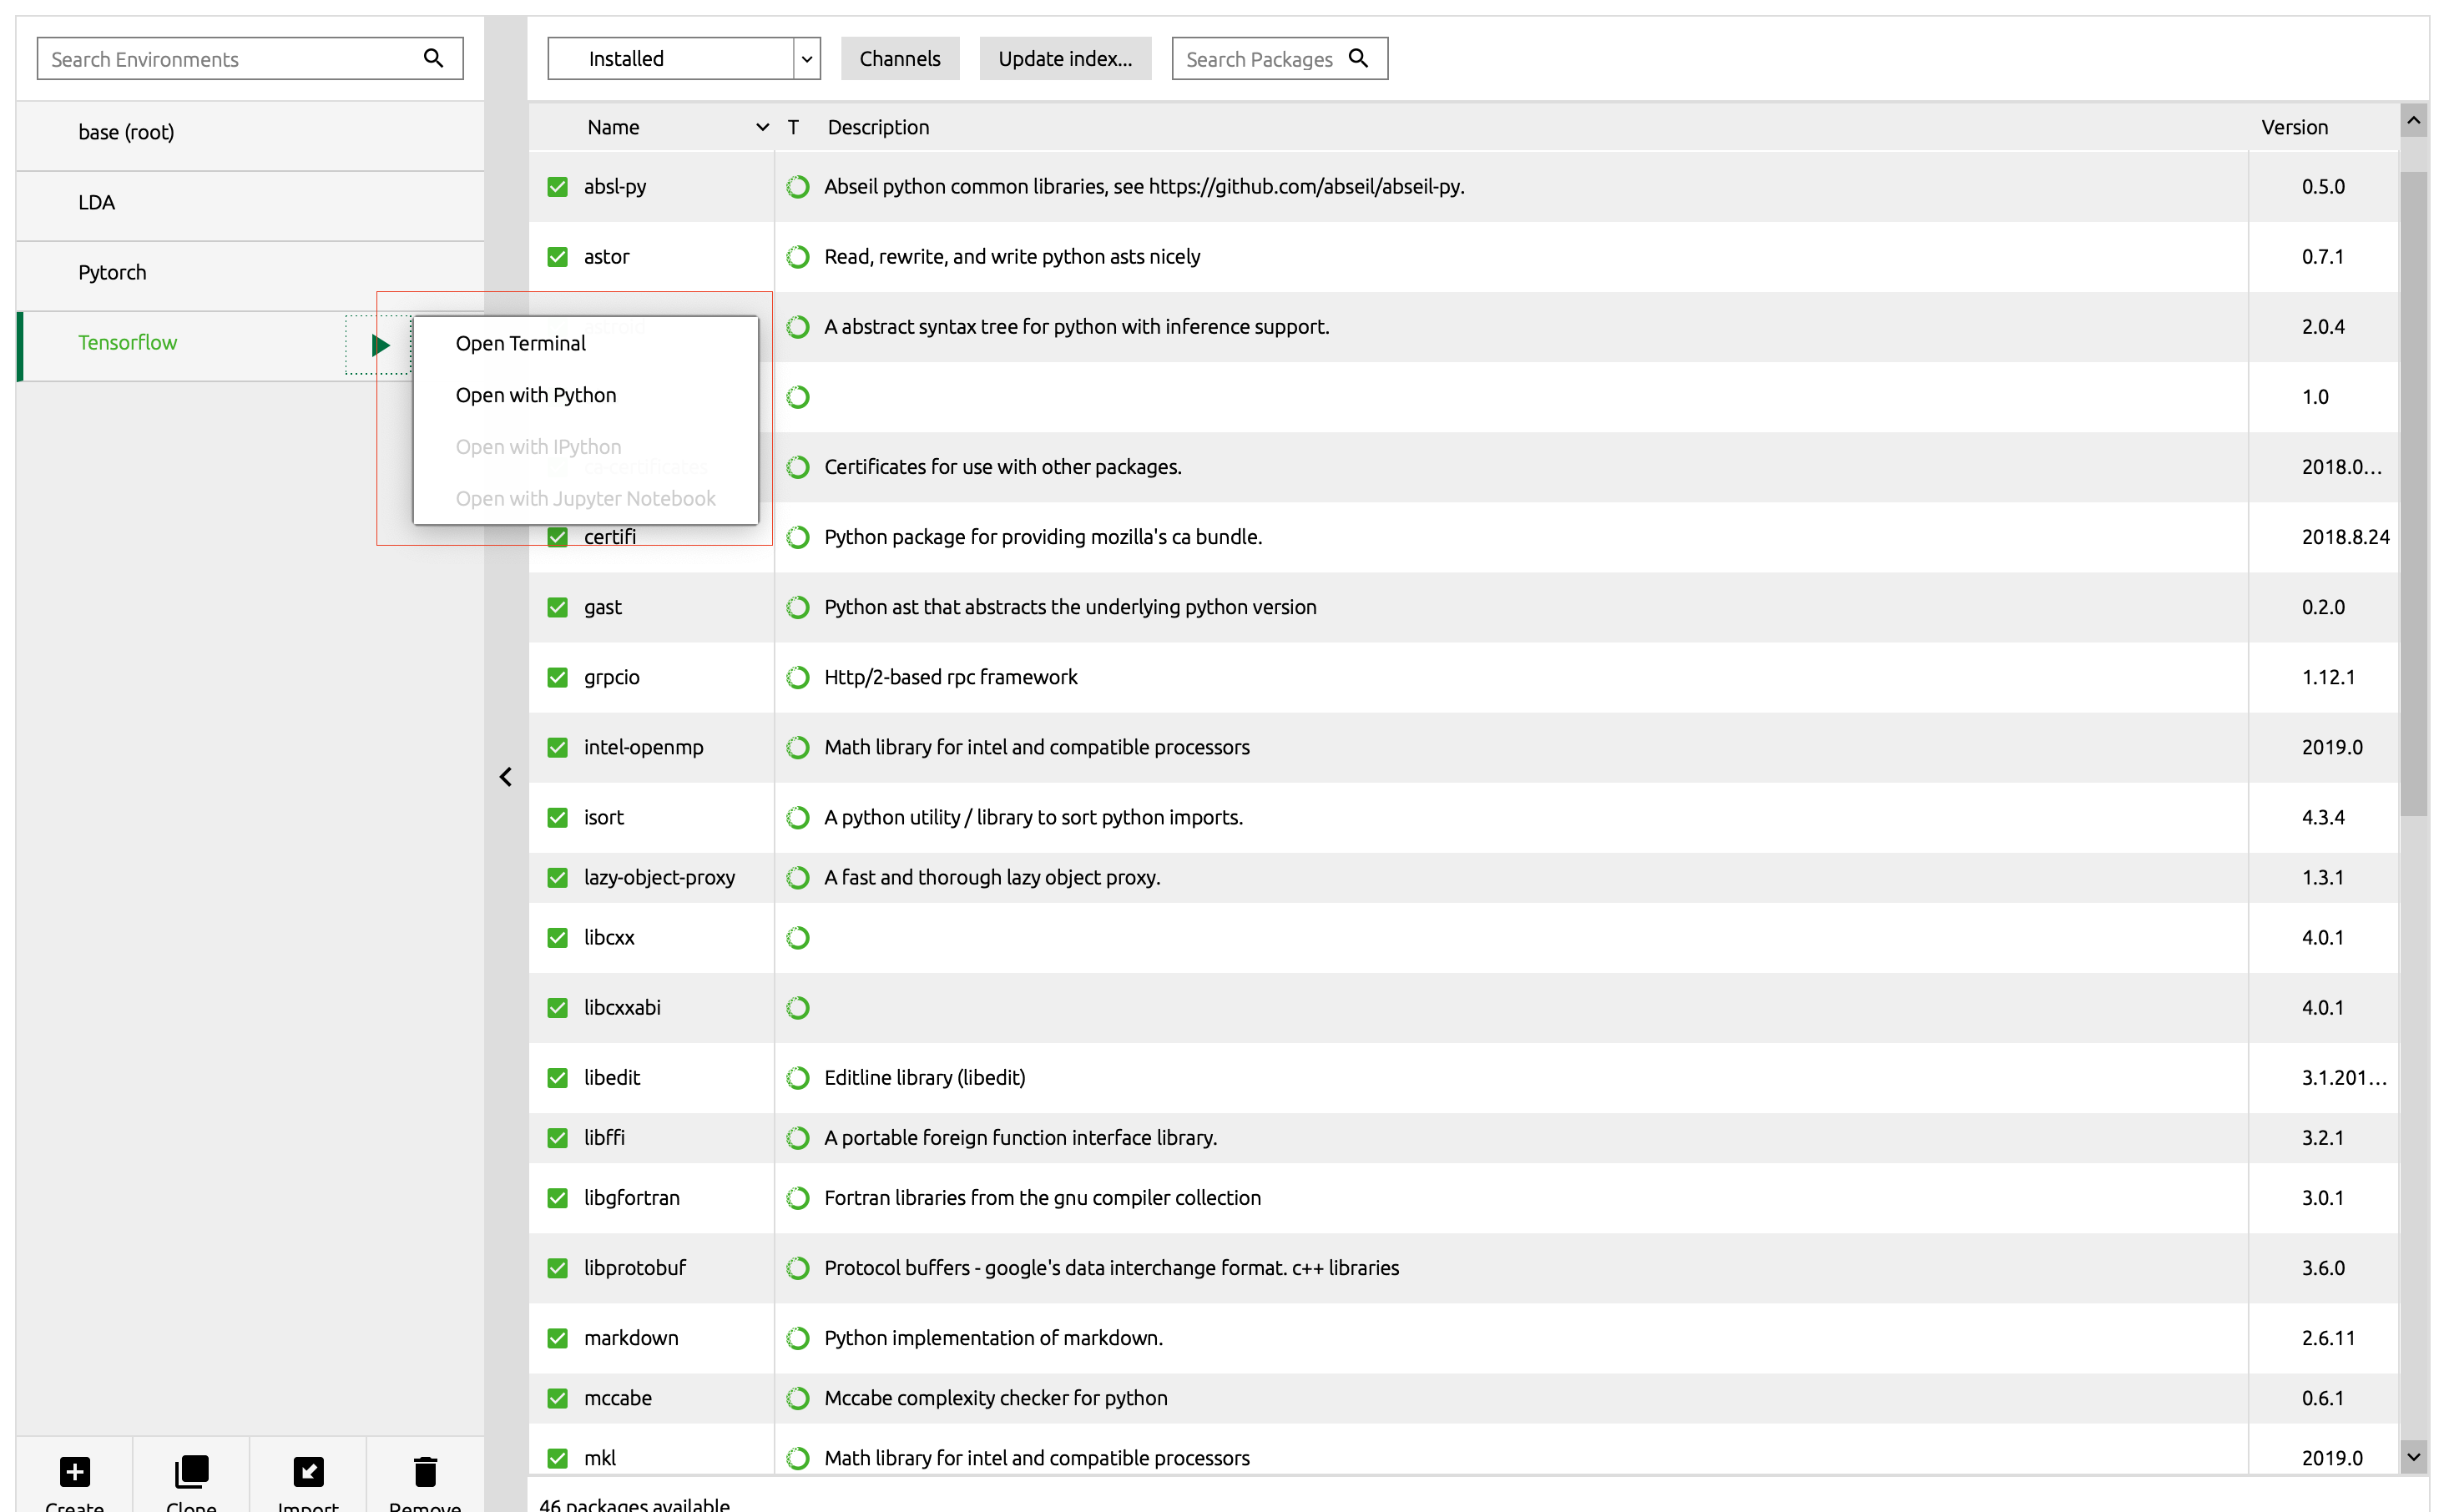 Search Environments
Installed
Channels
Update index...
Search Packages
base (root)
LDA
Pytorch
Tensorflow
Open Terminal
Open with Python
Open with IPython
Open with Jupyter Notebook
Name T Description Version
absl-py Abseil python common libraries, see https://github.com/abseil/abseil-py. 0.5.0
astor Read, rewrite, and write python asts nicely 0.7.1
A abstract syntax tree for python with inference support. 2.0.4
1.0
ca-certificates Certificates for use with other packages. 2018.0...
certifi Python package for providing mozilla's ca bundle. 2018.8.24
gast Python ast that abstracts the underlying python version 0.2.0
grpcio Http/2-based rpc framework 1.12.1
intel-openmp Math library for intel and compatible processors 2019.0
isort A python utility / library to sort python imports. 4.3.4
lazy-object-proxy A fast and thorough lazy object proxy. 1.3.1
libcxx 4.0.1
libcxxabi 4.0.1
libedit Editline library (libedit) 3.1.201...
libffi A portable foreign function interface library. 3.2.1
libgfortran Fortran libraries from the gnu compiler collection 3.0.1
libprotobuf Protocol buffers - google's data interchange format. c++ libraries 3.6.0
markdown Python implementation of markdown. 2.6.11
mccabe Mccabe complexity checker for python 0.6.1
mkl Math library for intel and compatible processors 2019.0
Create
Clone
Import
Remove
46 packages available